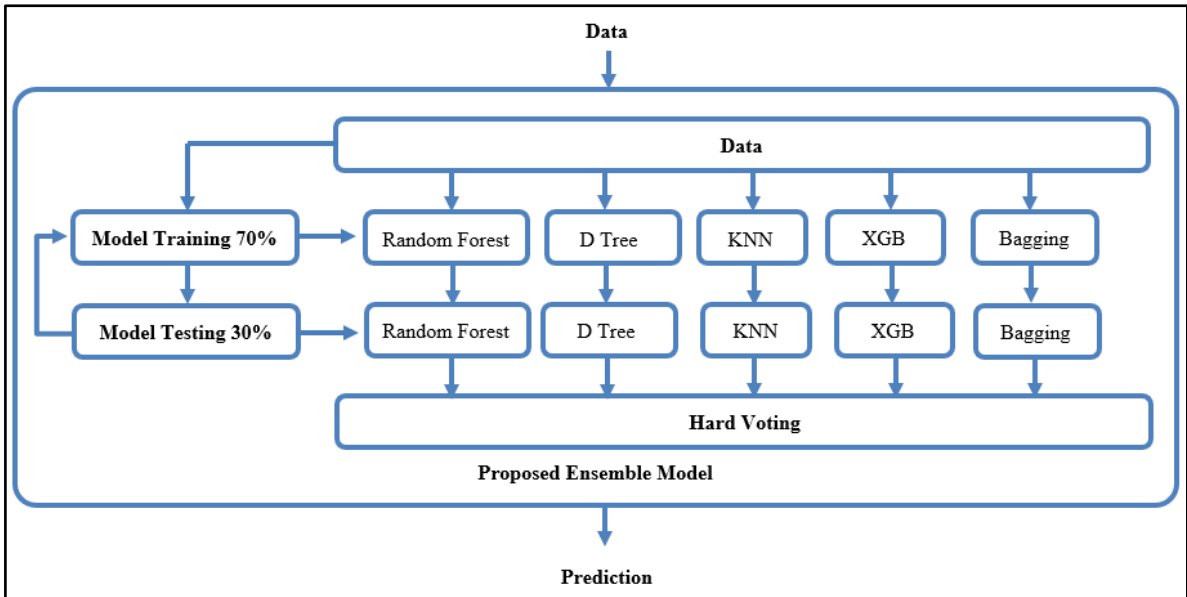 Data
Data
Model Training 70%
Random Forest
D Tree
KNN
XGB
Bagging
Model Testing 30%
Random Forest
D Tree
KNN
XGB
Bagging
Hard Voting
Proposed Ensemble Model
Prediction